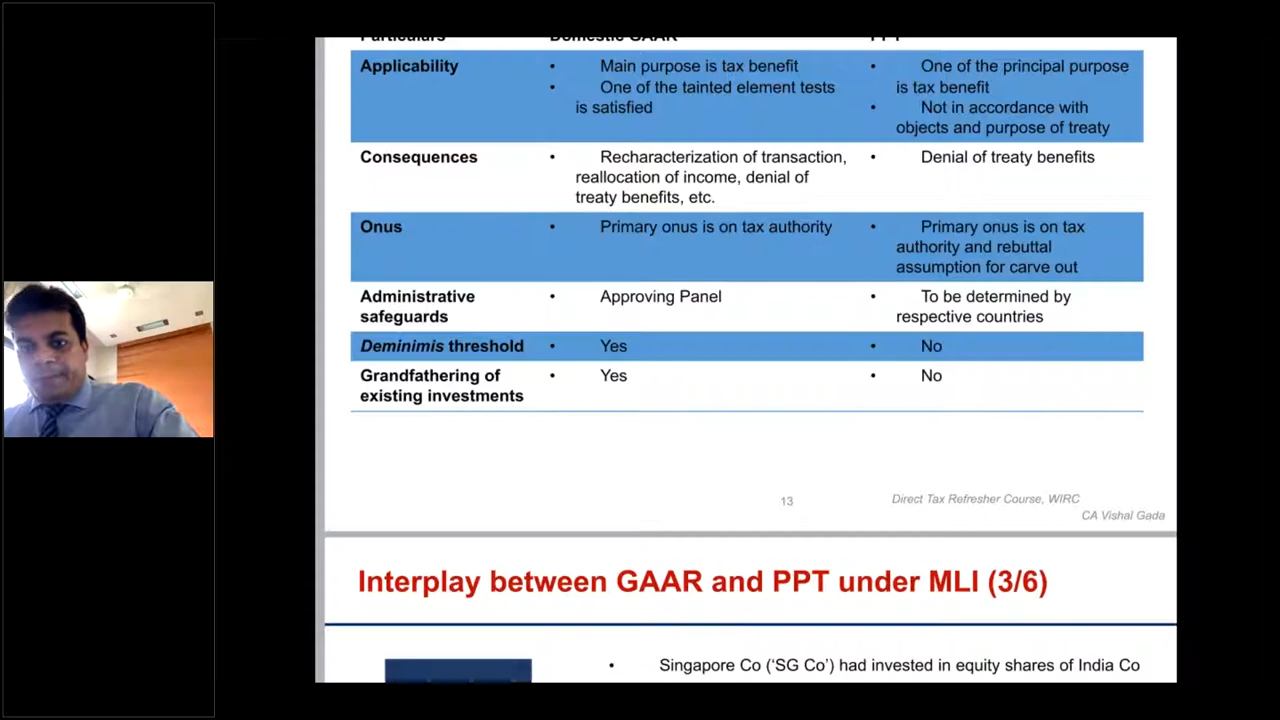 Particulars Domestic GAAR PPT
Applicability • Main purpose is tax benefit • One of the principal purpose
• One of the tainted element tests is tax benefit
is satisfied • Not in accordance with
objects and purpose of treaty
Consequences • Recharacterization of transaction, • Denial of treaty benefits
reallocation of income, denial of
treaty benefits, etc.
Onus • Primary onus is on tax authority • Primary onus is on tax
authority and rebuttal
assumption for carve out
Administrative • Approving Panel • To be determined by
safeguards respective countries
Deminimis threshold • Yes • No
Grandfathering of • Yes • No
existing investments
13 Direct Tax Refresher Course, WIRC
CA Vishal Gada
Interplay between GAAR and PPT under MLI (3/6)
• Singapore Co (‘SG Co’) had invested in equity shares of India Co